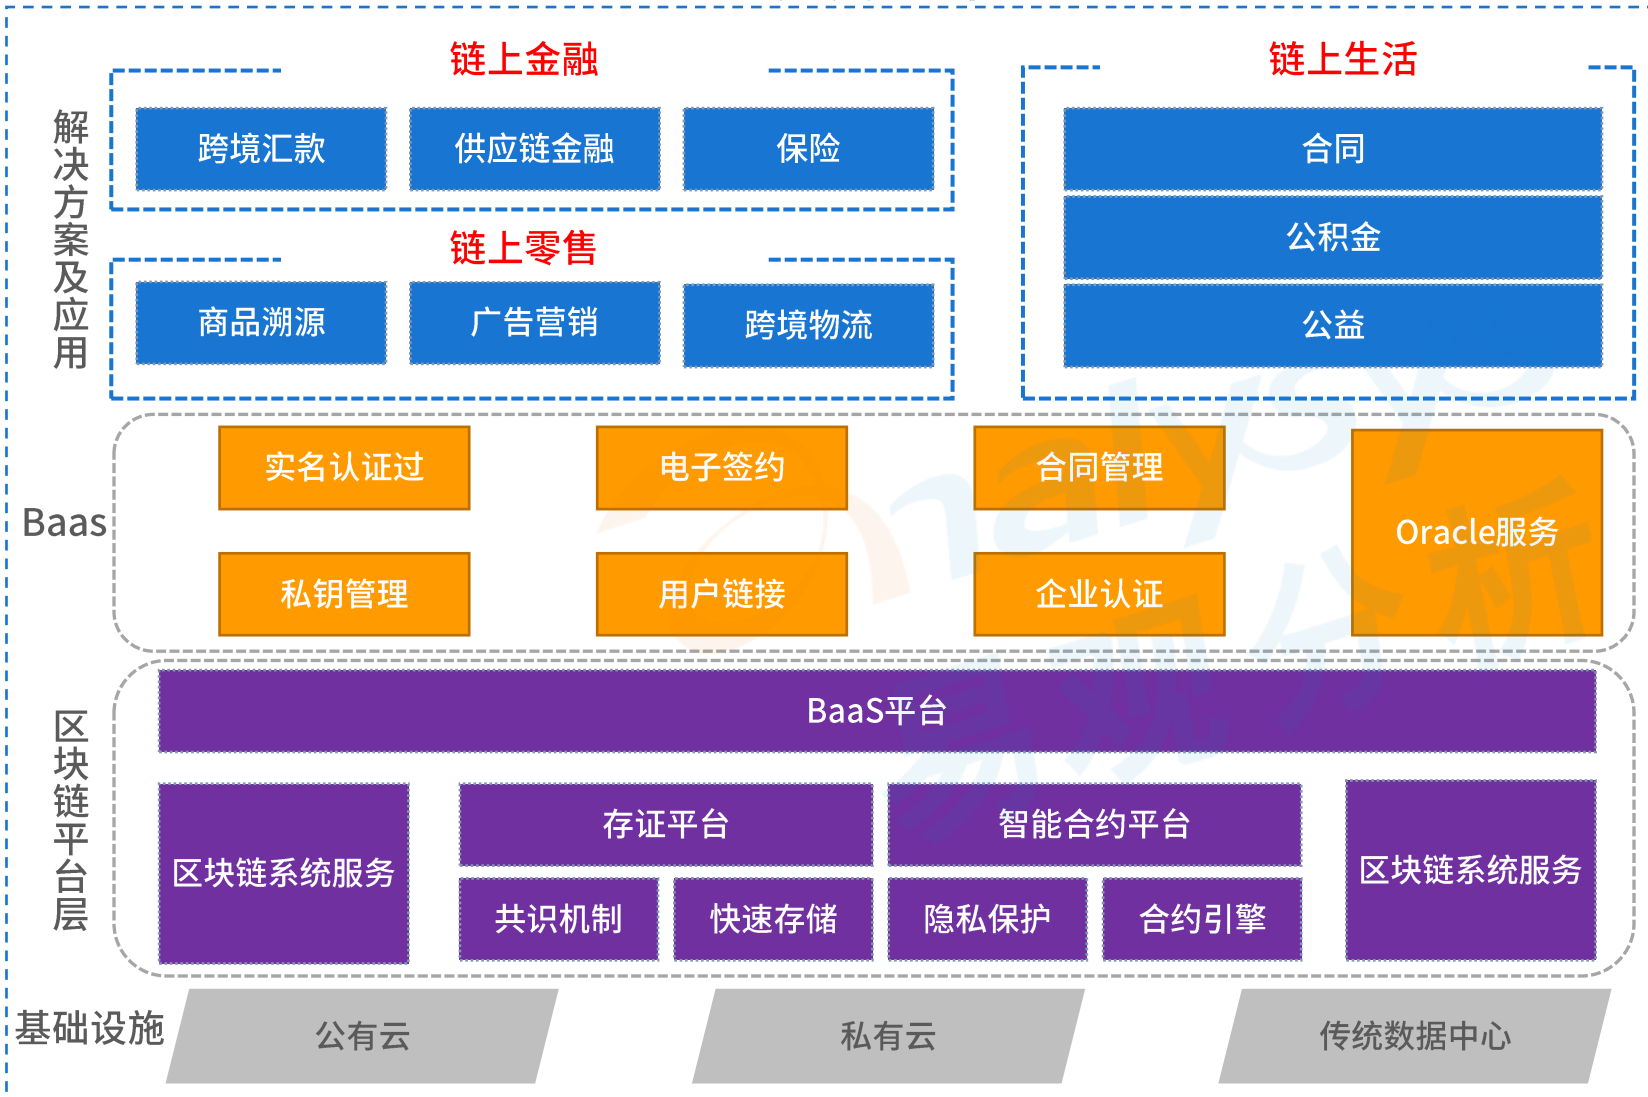 链上金融
链上生活
解决方案及应用
跨境汇款
供应链金融
保险
合同
公积金
公益
链上零售
商品溯源
广告营销
跨境物流
Baas
实名认证过
电子签约
合同管理
Oracle服务
私钥管理
用户链接
企业认证
区块链平台层
BaaS平台
区块链系统服务
存证平台
智能合约平台
区块链系统服务
共识机制
快速存储
隐私保护
合约引擎
基础设施
公有云
私有云
传统数据中心
nalysys
易观分析